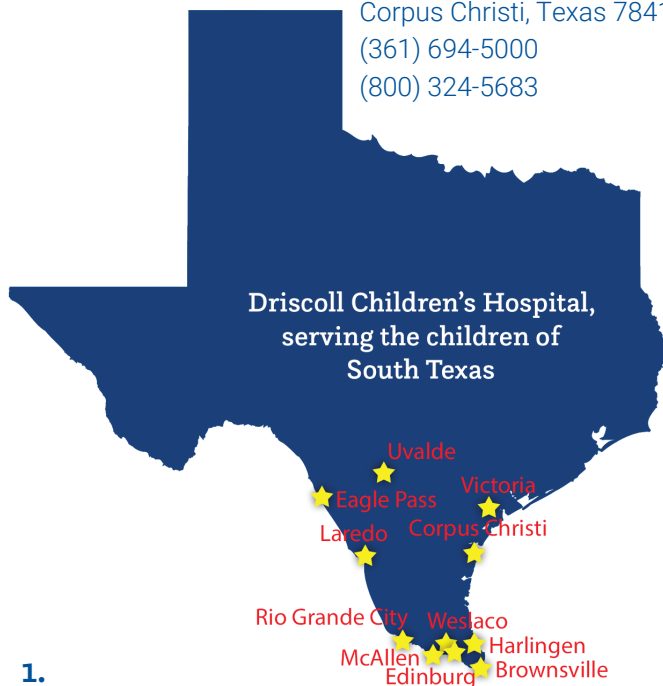 Corpus Christi, Texas 7841
(361) 694-5000
(800) 324-5683
Driscoll Children’s Hospital,
serving the children of
South Texas
Uvalde
Victoria
Eagle Pass
Corpus Christi
Laredo
Rio Grande City
Weslaco
Harlingen
McAllen
Brownsville
Edinburg
1.